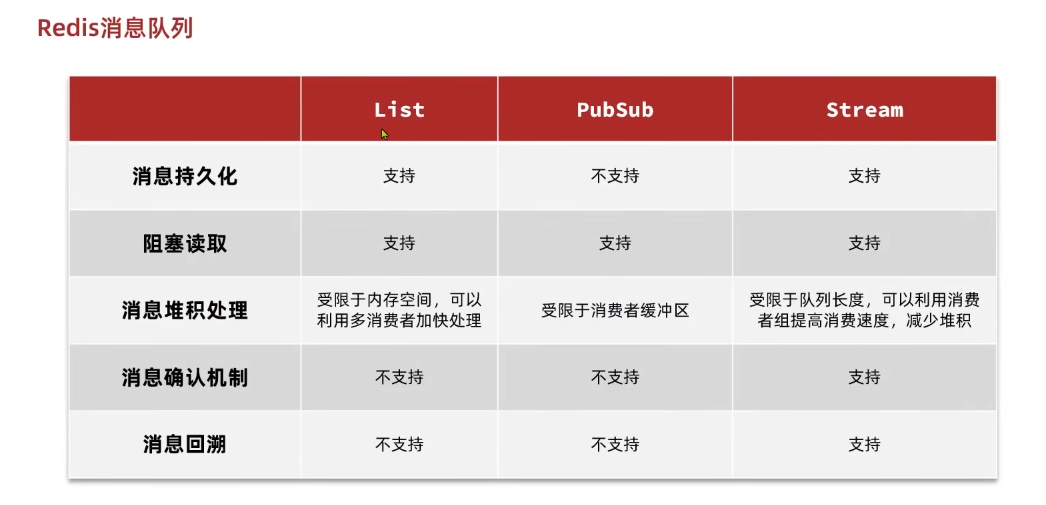 Redis消息队列
List PubSub Stream
消息持久化 支持 不支持 支持
阻塞读取 支持 支持 支持
消息堆积处理 受限于内存空间，可以 受限于消费者缓冲区 受限于队列长度，可以利用消费
利用多消费者加快处理 者组提高消费速度，减少堆积
消息确认机制 不支持 不支持 支持
消息回溯 不支持 不支持 支持